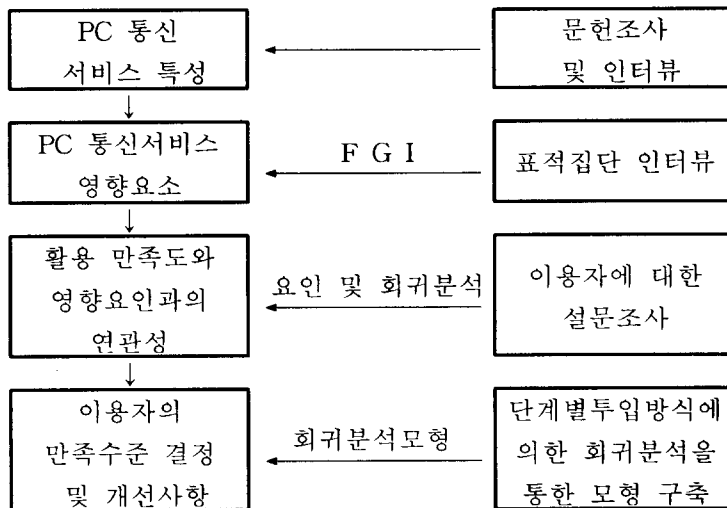 PC 통신
서비스 특성
문헌조사
및 인터뷰
PC 통신서비스
영향요소
F G I
표적집단 인터뷰
활용 만족도와
영향요인과의
연관성
요인 및 회귀분석
이용자에 대한
설문조사
이용자의
만족수준 결정
및 개선사항
회귀분석모형
단계별투입방식에
의한 회귀분석을
통한 모형 구축